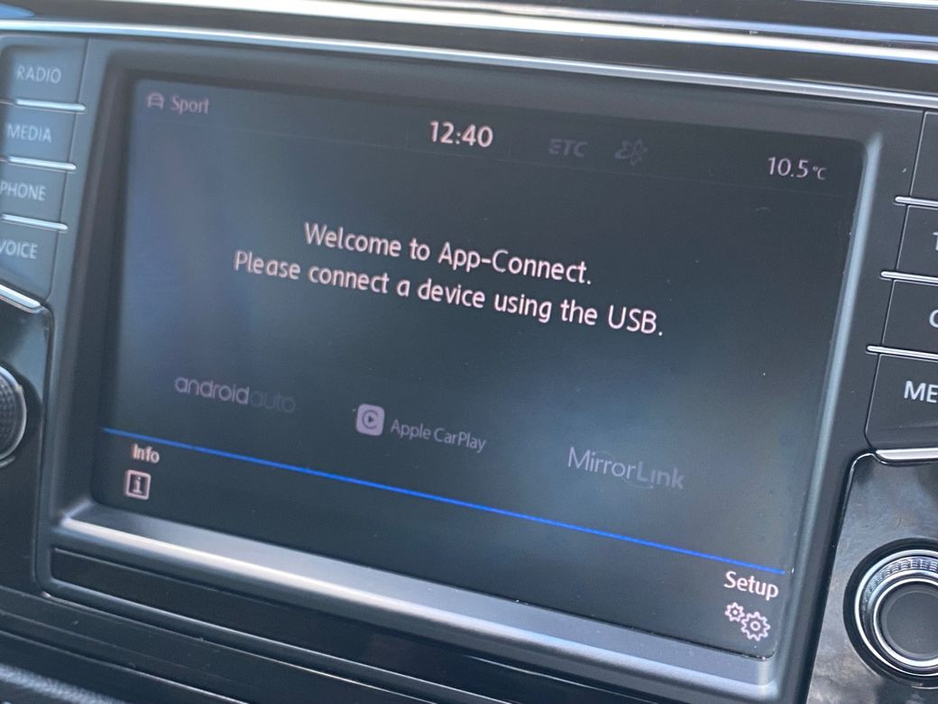 RADIO
MEDIA
PHONE
VOICE
Sport
12:40
ETC
10.5°C
Welcome to App-Connect.
Please connect a device using the USB.
androidauto
Apple CarPlay
MirrorLink
Info
i
Setup